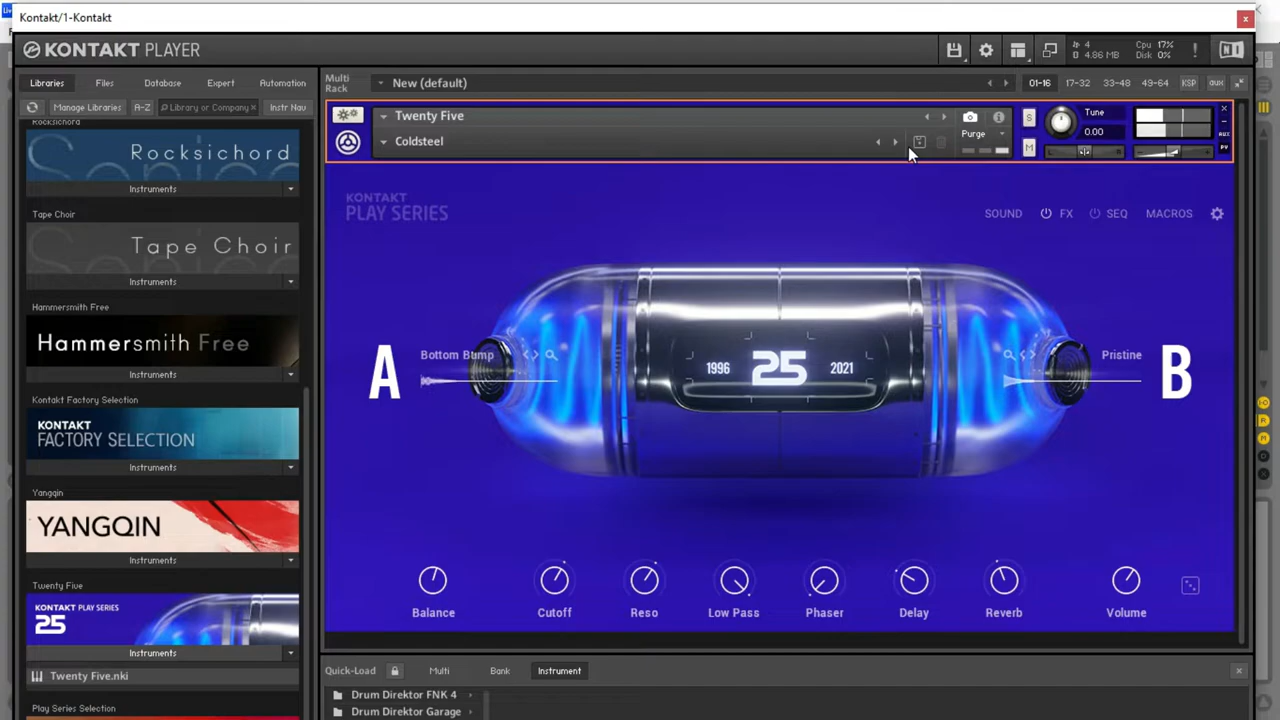 Kontakt/1-Kontakt
x
KONTAKT PLAYER
4
4.86 MB
Cpu 17%
Disk 0%
!
Libraries
Files
Database
Expert
Automation
Manage Libraries
A-Z
Library or Company
Instr Nav
Multi
Rack
New (default)
01-16
17-32
33-48
49-64
KSP
aux
Rocksichord
Rocksichord
Instruments
Tape Choir
Tape Choir
Instruments
Hammersmith Free
Hammersmith Free
Instruments
Kontakt Factory Selection
KONTAKT
FACTORY SELECTION
Instruments
Yangqin
YANGQIN
Instruments
Twenty Five
KONTAKT PLAY SERIES
25
Instruments
Twenty Five.nki
Play Series Selection
Twenty Five
Coldsteel
Purge
S
M
Tune
0.00
L
R
AUX
PV
KONTAKT
PLAY SERIES
SOUND
FX
SEQ
MACROS
A
Bottom Bump
1996
25
2021
Pristine
B
Balance
Cutoff
Reso
Low Pass
Phaser
Delay
Reverb
Volume
Quick-Load
Multi
Bank
Instrument
Drum Direktor FNK 4
Drum Direktor Garage